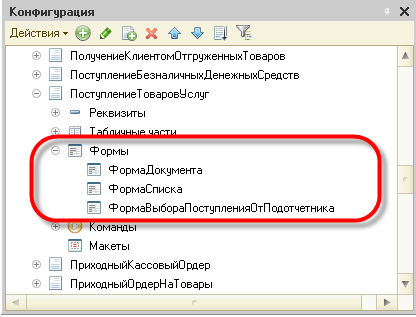 Конфигурация
Действия
ПолучениеКлиентомОтгруженныхТоваров
ПоступлениеБезналичныхДенежныхСредств
ПоступлениеТоваровУслуг
Реквизиты
Табличные части
Формы
ФормаДокумента
ФормаСписка
ФормаВыбораПоступленияОтПодотчетника
Команды
Макеты
ПриходныйКассовыйОрдер
ПриходныйОрдерНаТовары